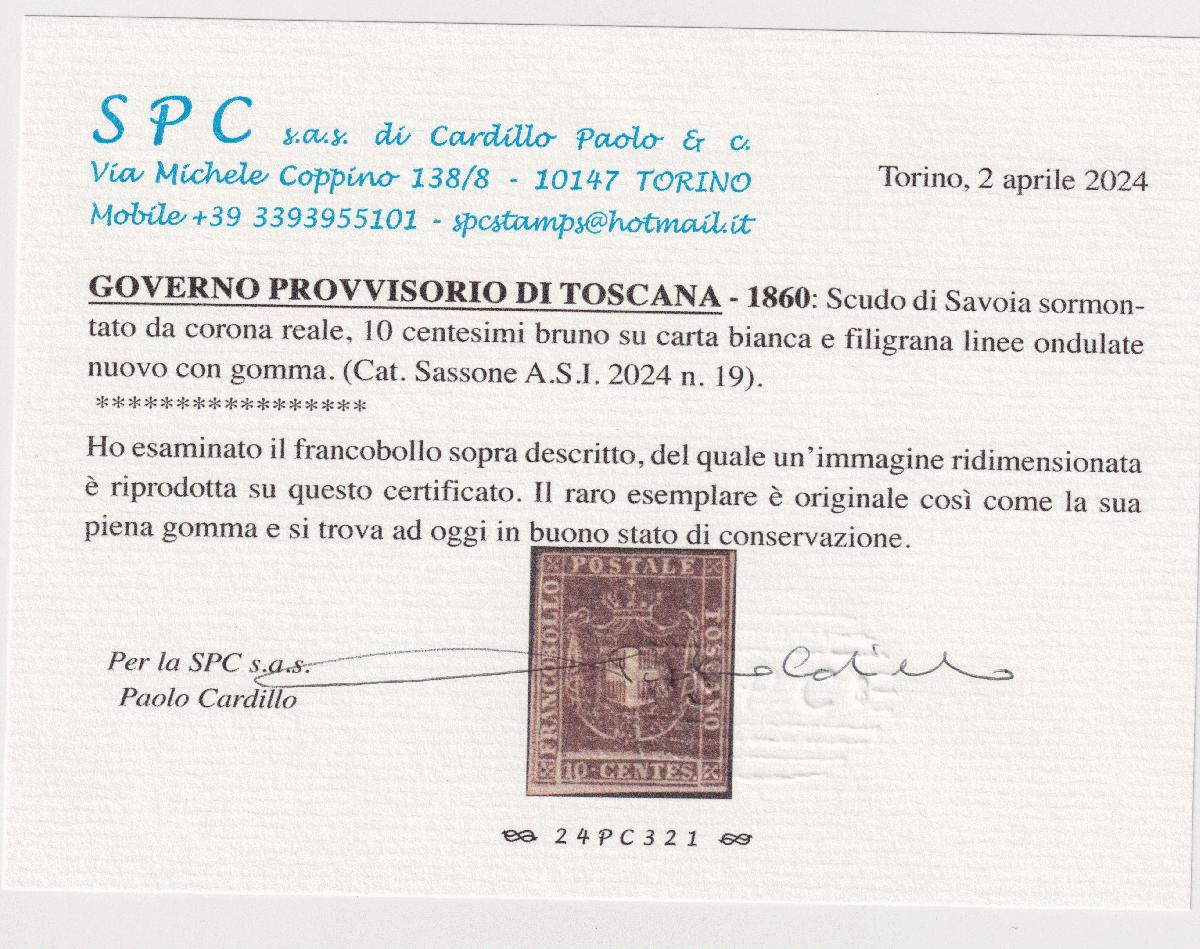 SPC s.a.s. di Cardillo Paolo & c.
Via Michele Coppino 138/8 - 10147 TORINO
Mobile +39 3393955101 - spcstamps@hotmail.it
Torino, 2 aprile 2024
GOVERNO PROVVISORIO DI TOSCANA - 1860: Scudo di Savoia sormon-
tato da corona reale, 10 centesimi bruno su carta bianca e filigrana linee ondulate
nuovo con gomma. (Cat. Sassone A.S.I. 2024 n. 19).
*****************
Ho esaminato il francobollo sopra descritto, del quale un'immagine ridimensionata
è riprodotta su questo certificato. Il raro esemplare è originale così come la sua
piena gomma e si trova ad oggi in buono stato di conservazione.
POSTALE
FRANCOBOLLO
TOSCANO
10 CENTES.
Per la SPC s.a.s.
Paolo Cardillo
24PC321